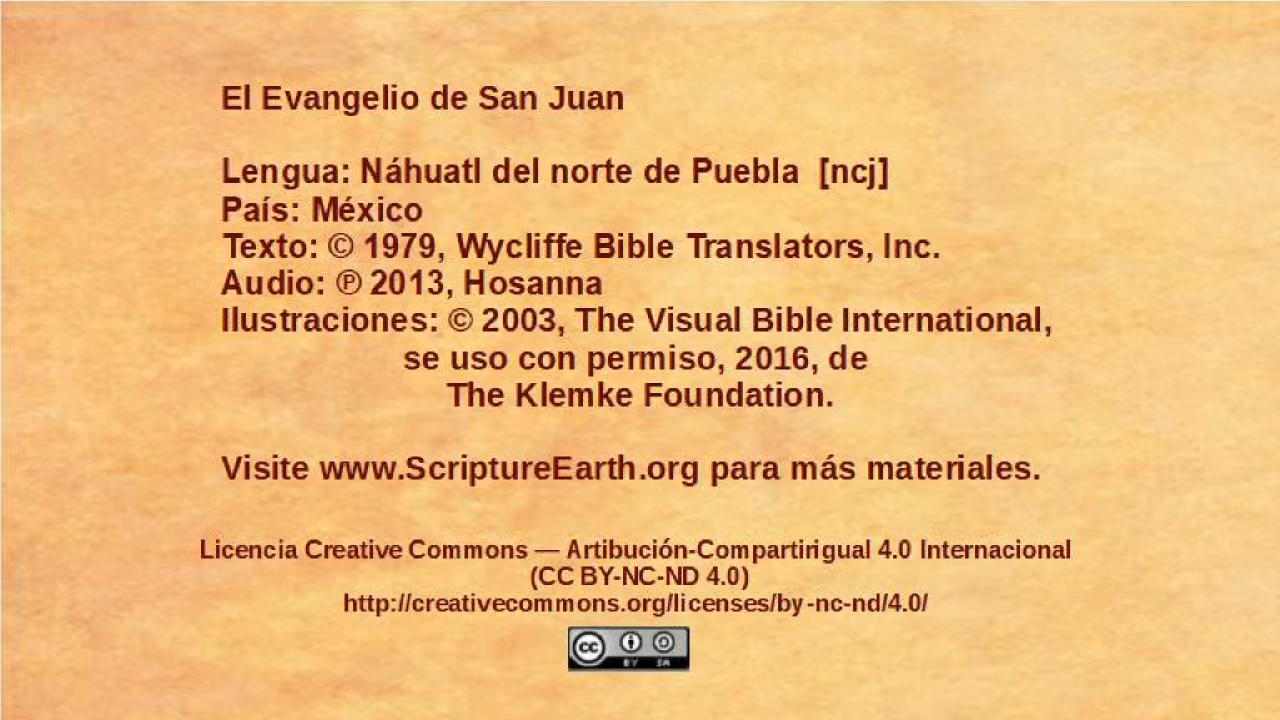 El Evangelio de San Juan
Lengua: Náhuatl del norte de Puebla [ncj]
País: México
Texto: © 1979, Wycliffe Bible Translators, Inc.
Audio: ℗ 2013, Hosanna
Ilustraciones: © 2003, The Visual Bible International,
se uso con permiso, 2016, de
The Klemke Foundation.
Visite www.ScriptureEarth.org para más materiales.
Licencia Creative Commons — Artibución-Compartirigual 4.0 Internacional
(CC BY-NC-ND 4.0)
http://creativecommons.org/licenses/by-nc-nd/4.0/
cc BY SA